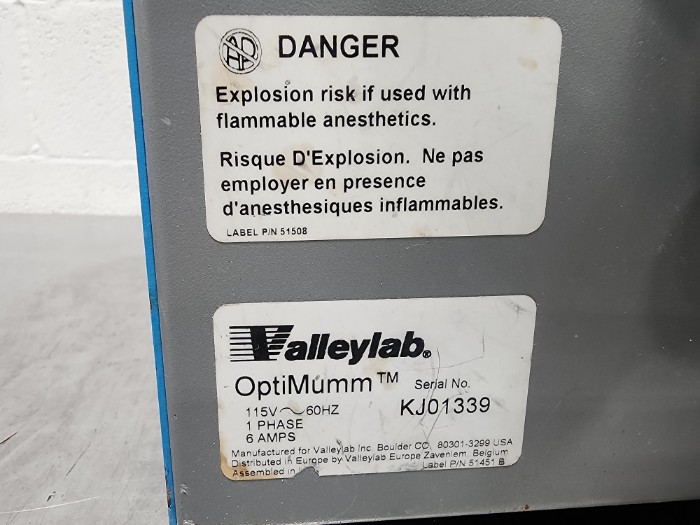 DANGER
Explosion risk if used with
flammable anesthetics.
Risque D'Explosion. Ne pas
employer en presence
d'anesthesiques inflammables.
LABEL P/N 51508
Valleylab®
OptiMumm™ Serial No.
115V ~ 60HZ KJ01339
1 PHASE
6 AMPS
Manufactured for Valleylab Inc. Boulder CO. 80301-3299 USA
Distributed in Europe by Valleylab Europe Zaventem. Belgium
Assembled in Label P/N 51451 B